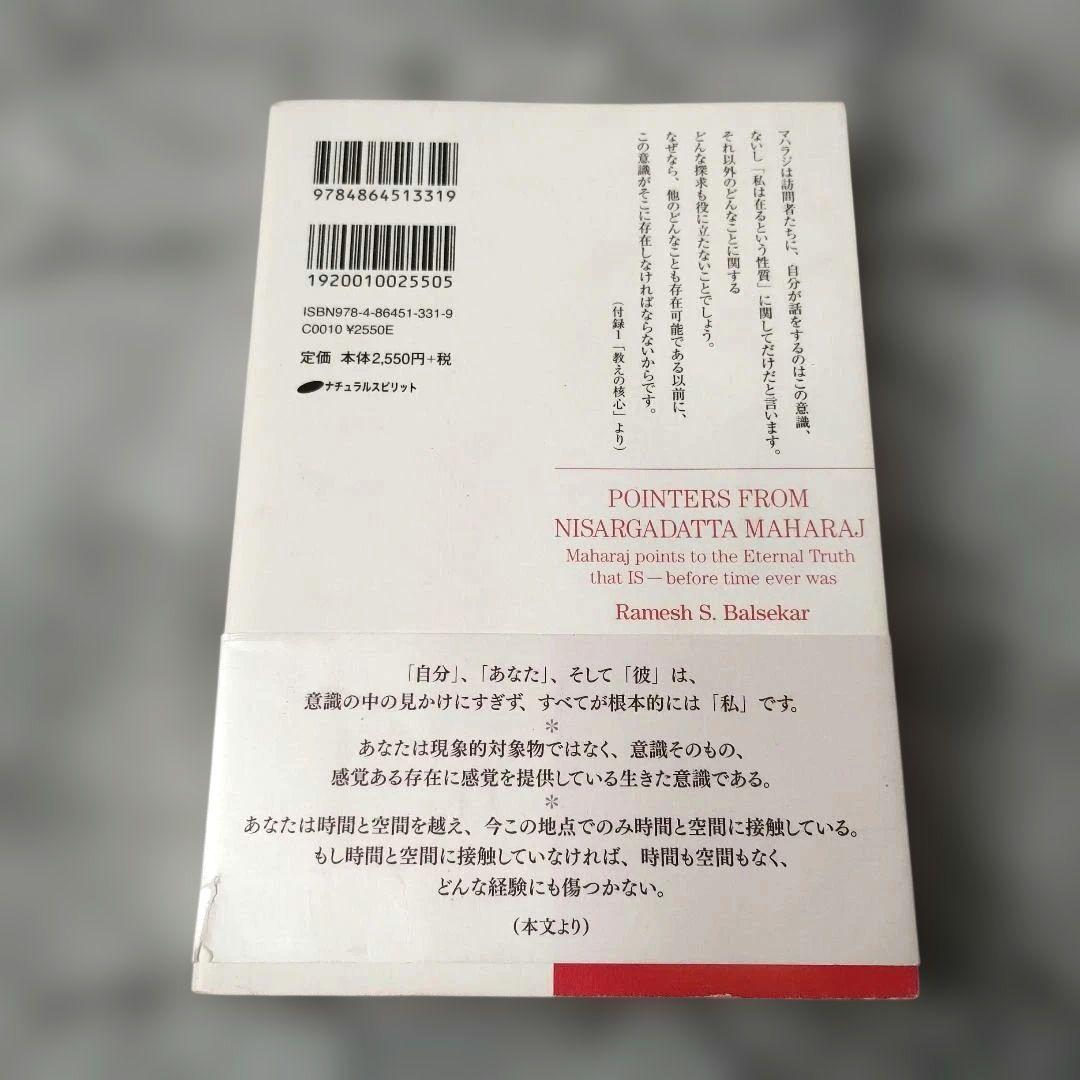 9784864513319
1920010025505
ISBN978-4-86451-331-9
C0010 ¥2550E
定価 本体2,550円+税
ナチュラルスピリット
マハラジは訪問者たちに、自分が話をするのはこの意識、
ないし「私は在るという性質」に関してだけだと言います。
それ以外のどんなことに関する
どんな探求も役に立たないことでしょう。
なぜなら、他のどんなことも存在可能である以前に、
この意識がそこに存在しなければならないからです。
(付録1「教えの核心」より)
POINTERS FROM
NISARGADATTA MAHARAJ
Maharaj points to the Eternal Truth
that IS — before time ever was
Ramesh S. Balsekar
「自分」、「あなた」、そして「彼」は、
意識の中の見かけにすぎず、すべてが根本的には「私」です。
＊
あなたは現象的対象物ではなく、意識そのもの、
感覚ある存在に感覚を提供している生きた意識である。
＊
あなたは時間と空間を越え、今この地点でのみ時間と空間に接触している。
もし時間と空間に接触していなければ、時間も空間もなく、
どんな経験にも傷つかない。
(本文より)